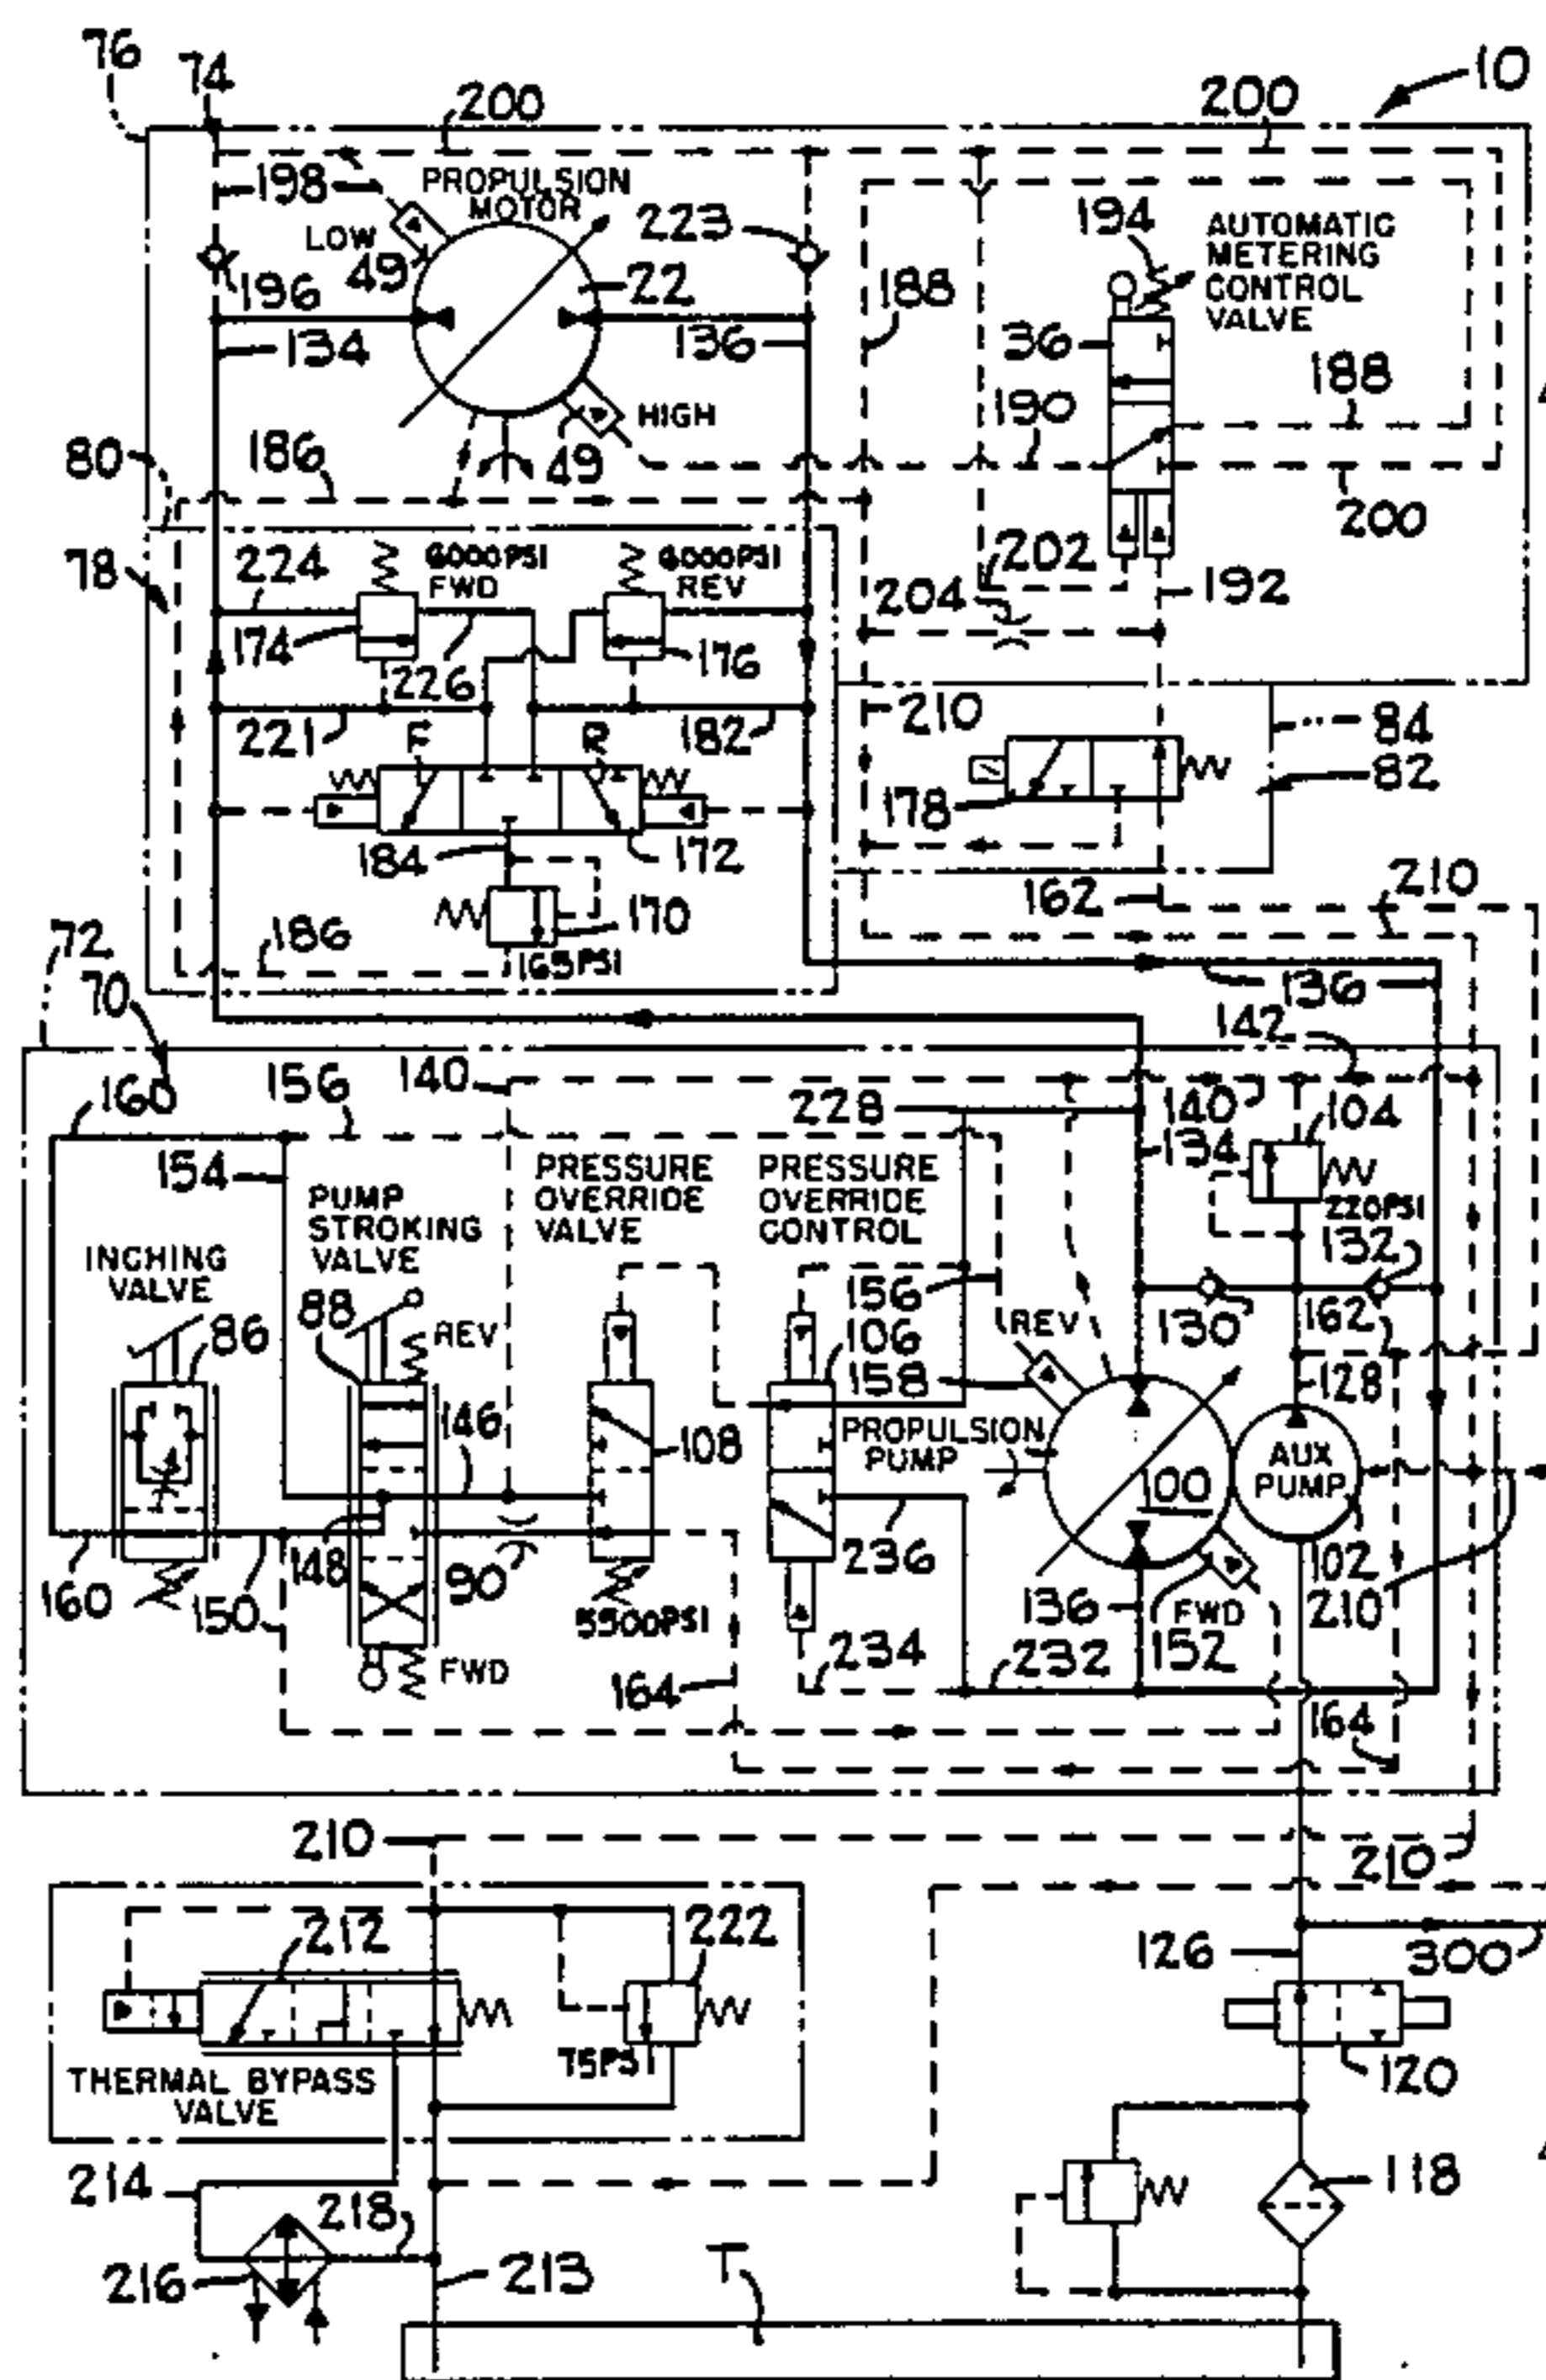 76
74
200
200
10
198
PROPULSION
MOTOR
LOW
49
223
194
AUTOMATIC
METERING
CONTROL
VALVE
196
22
188
134
136
36
188
190
HIGH
49
80
186
200
78
224
6000PSI
FWD
6000PSI
REV
202
204
192
174
226
176
221
F
R
182
210
84
82
178
184
172
162
210
170
72
186
165PSI
136
70
142
160
156
140
228
140
104
154
134
PRESSURE
OVERRIDE
VALVE
PRESSURE
OVERRIDE
CONTROL
PUMP
STROKING
VALVE
220PSI
132
INCHING
VALVE
88
REV
156
106
158
REV
130
162
86
128
146
108
PROPULSION
PUMP
AUX
PUMP
100
160
150
148
90
236
102
210
5500PSI
136
FWD
152
FWD
164
234
232
164
210
210
212
222
126
300
75PSI
THERMAL BYPASS
VALVE
120
214
218
118
216
213
T